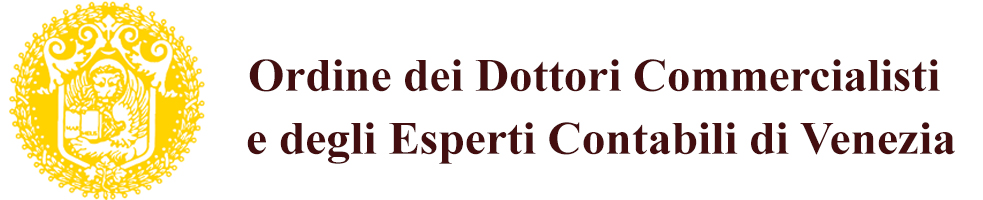 Ordine dei Dottori Commercialisti
e degli Esperti Contabili di Venezia